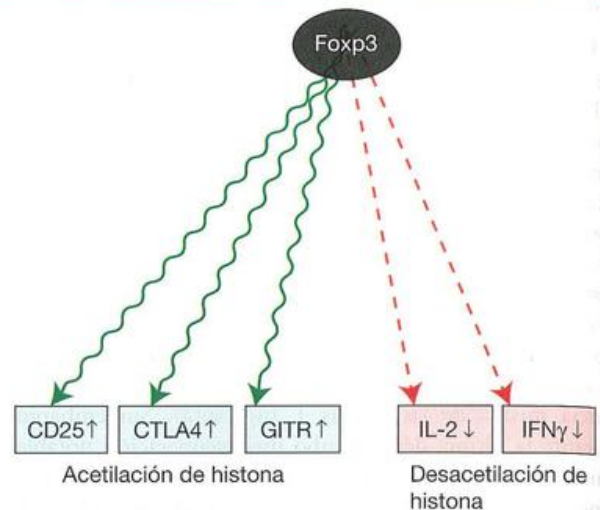 Foxp3
CD25↑ CTLA4↑ GITR↑ IL-2↓ IFNγ↓
Acetilación de histona
Desacetilación de
histona